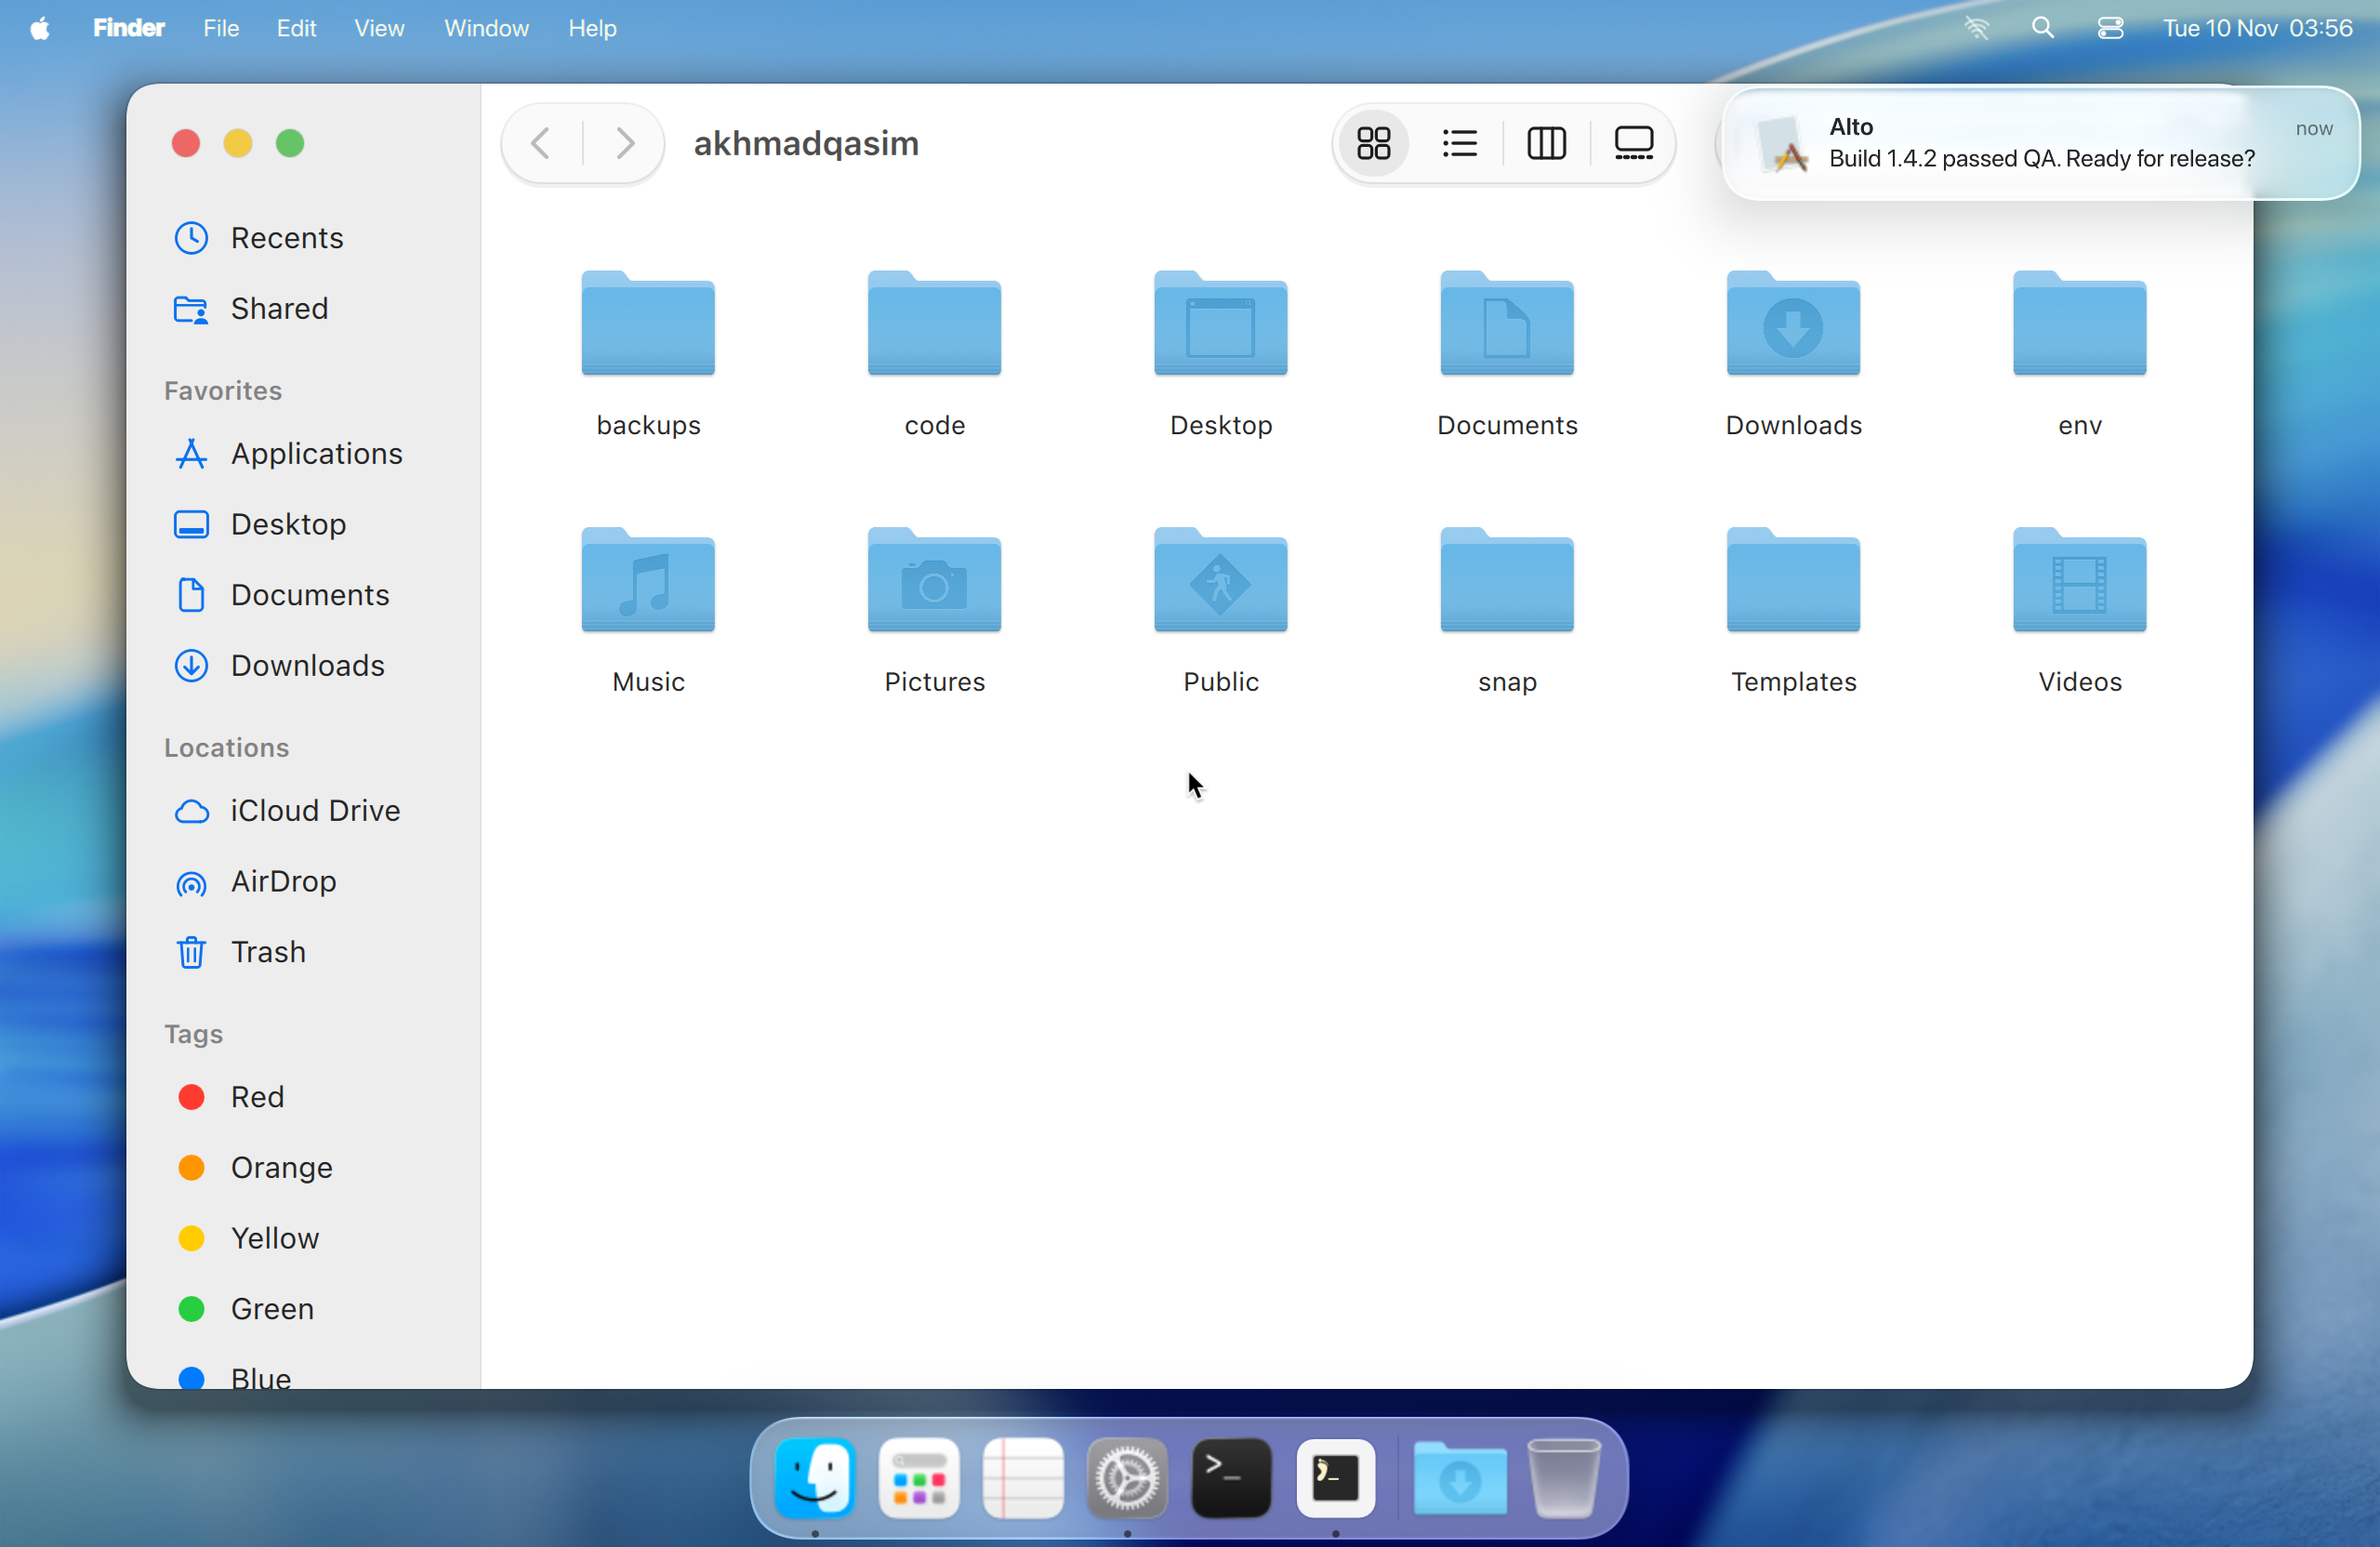 Finder File Edit View Window Help Tue 10 Nov 03:56
akhmadqasim
Alto now
Build 1.4.2 passed QA. Ready for release?
Recents
Shared
Favorites
Applications
Desktop
Documents
Downloads
Locations
iCloud Drive
AirDrop
Trash
Tags
Red
Orange
Yellow
Green
Blue
backups code Desktop Documents Downloads env
Music Pictures Public snap Templates Videos